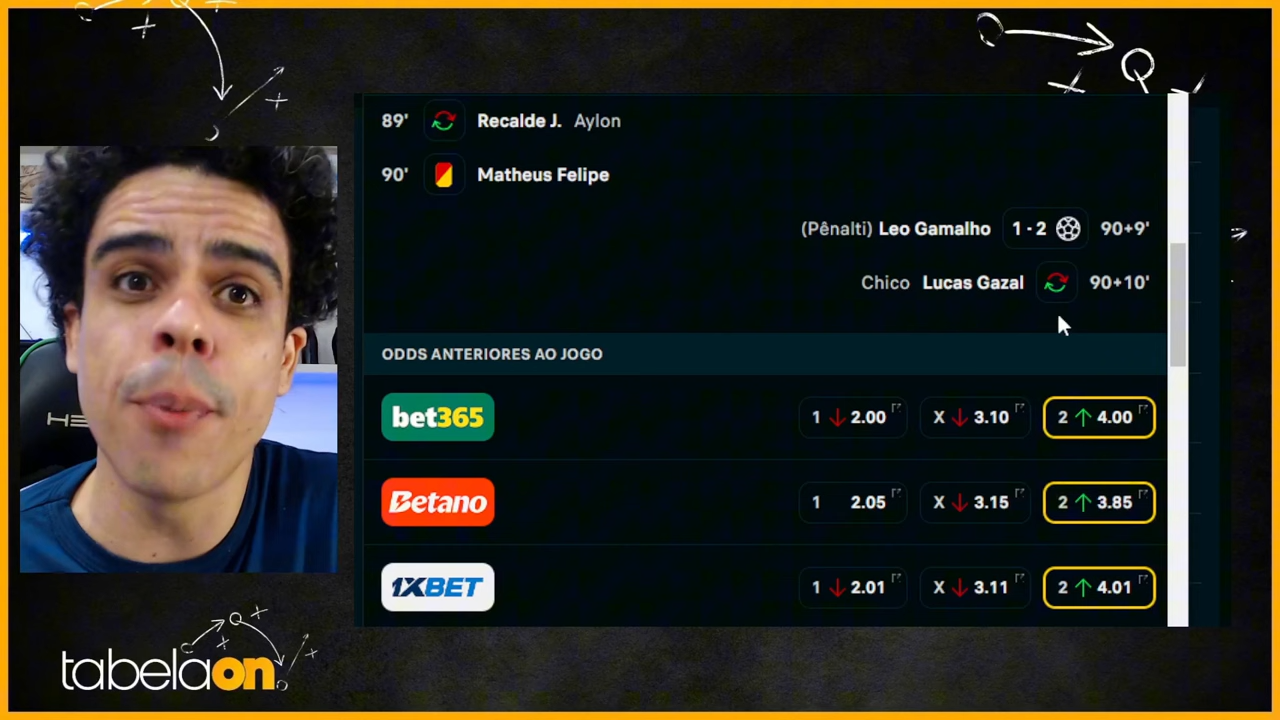 89' Recalde J. Aylon
90' Matheus Felipe
(Pênalti) Leo Gamalho 1 - 2 90+9'
Chico Lucas Gazal 90+10'
ODDS ANTERIORES AO JOGO
bet365 1 2.00 X 3.10 2 4.00
Betano 1 2.05 X 3.15 2 3.85
1XBET 1 2.01 X 3.11 2 4.01
tabelaon